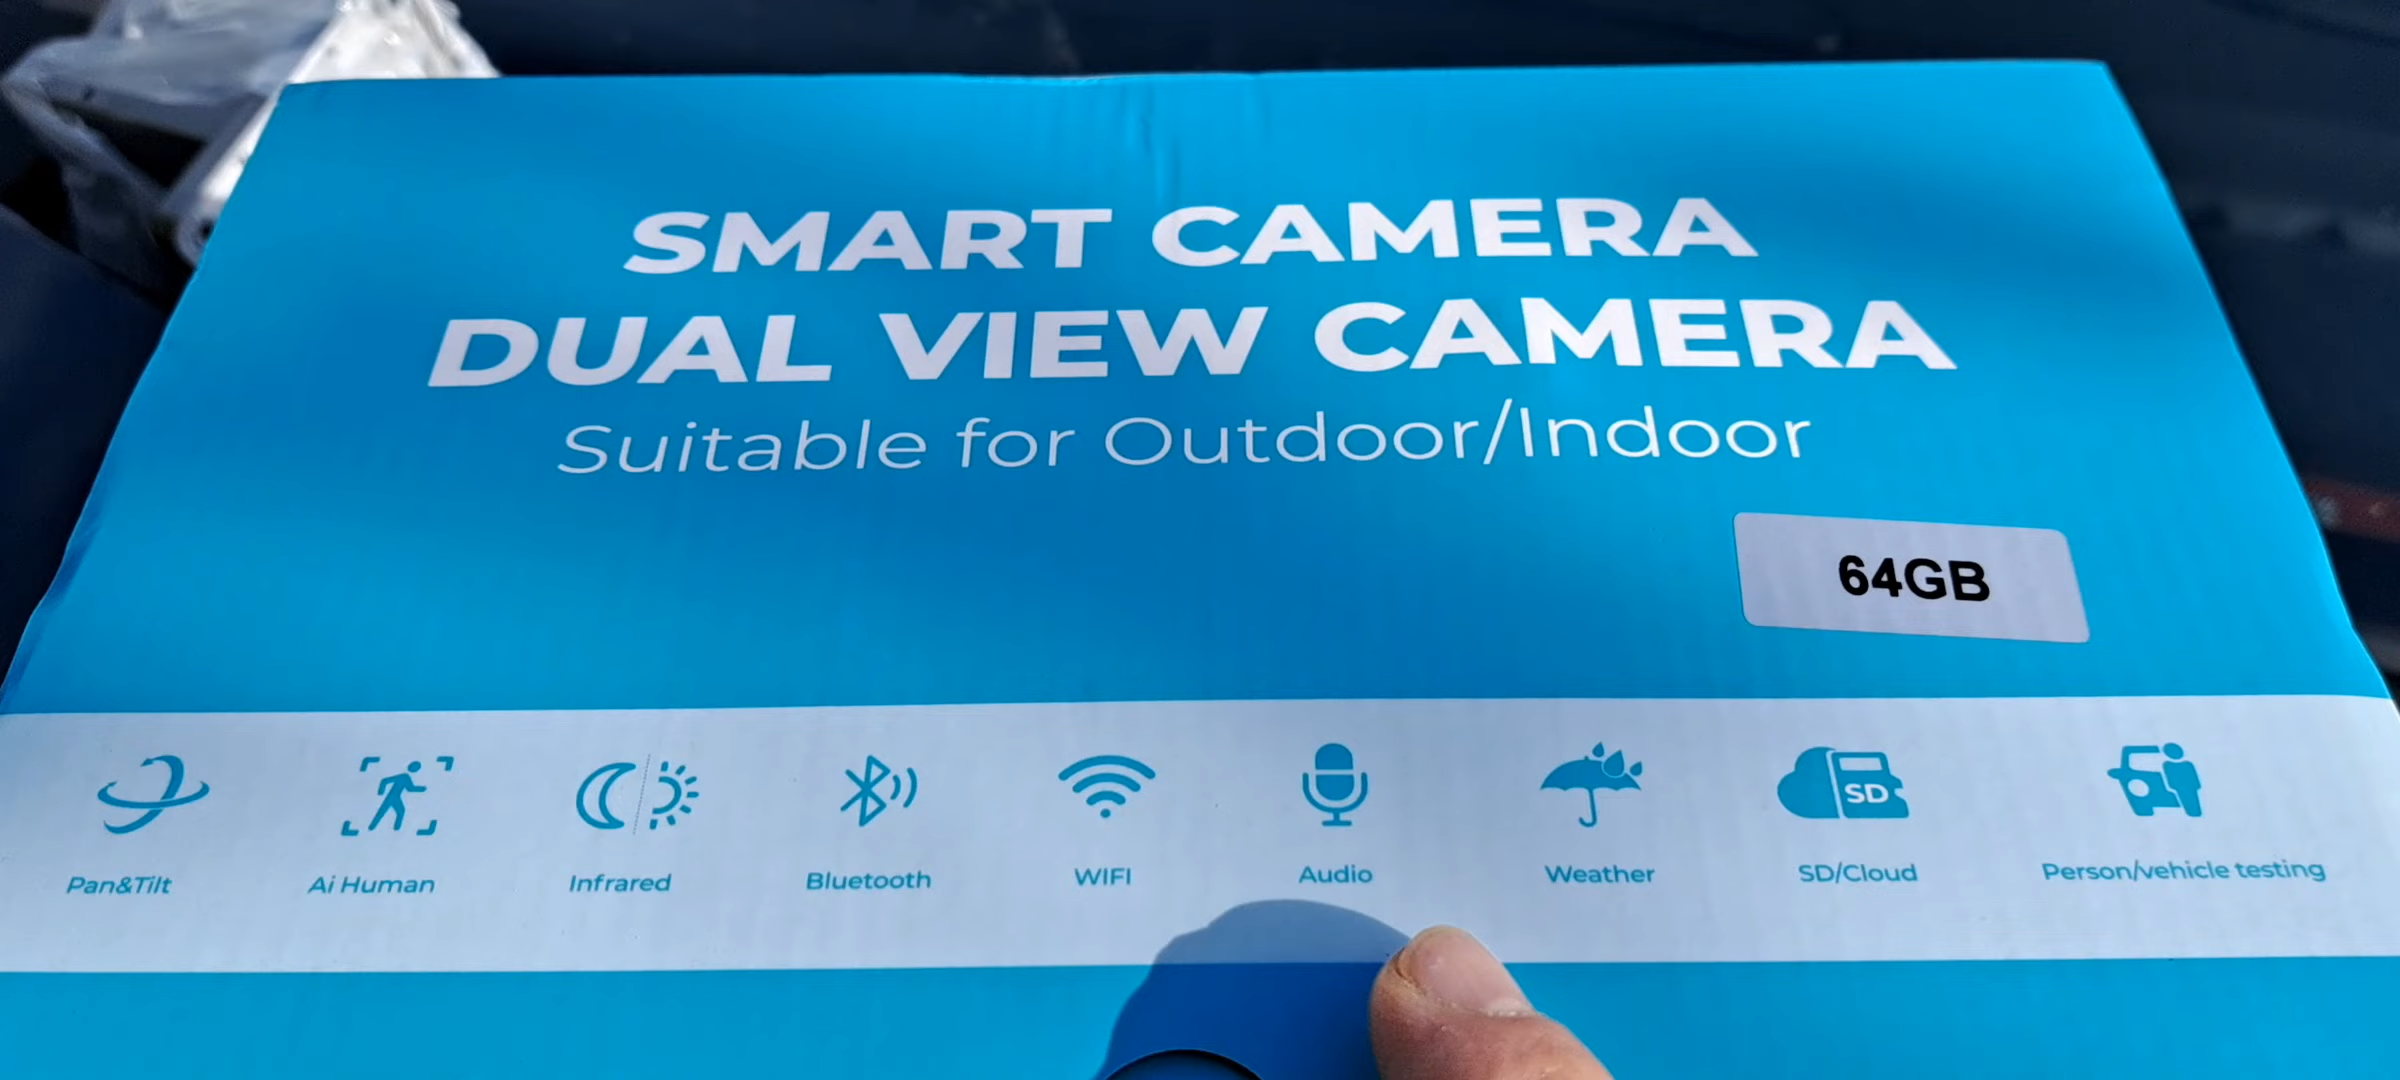 SMART CAMERA
DUAL VIEW CAMERA
Suitable for Outdoor/Indoor
64GB
SD
Pan&Tilt Ai Human Infrared Bluetooth WIFI Audio Weather SD/Cloud Person/vehicle testing